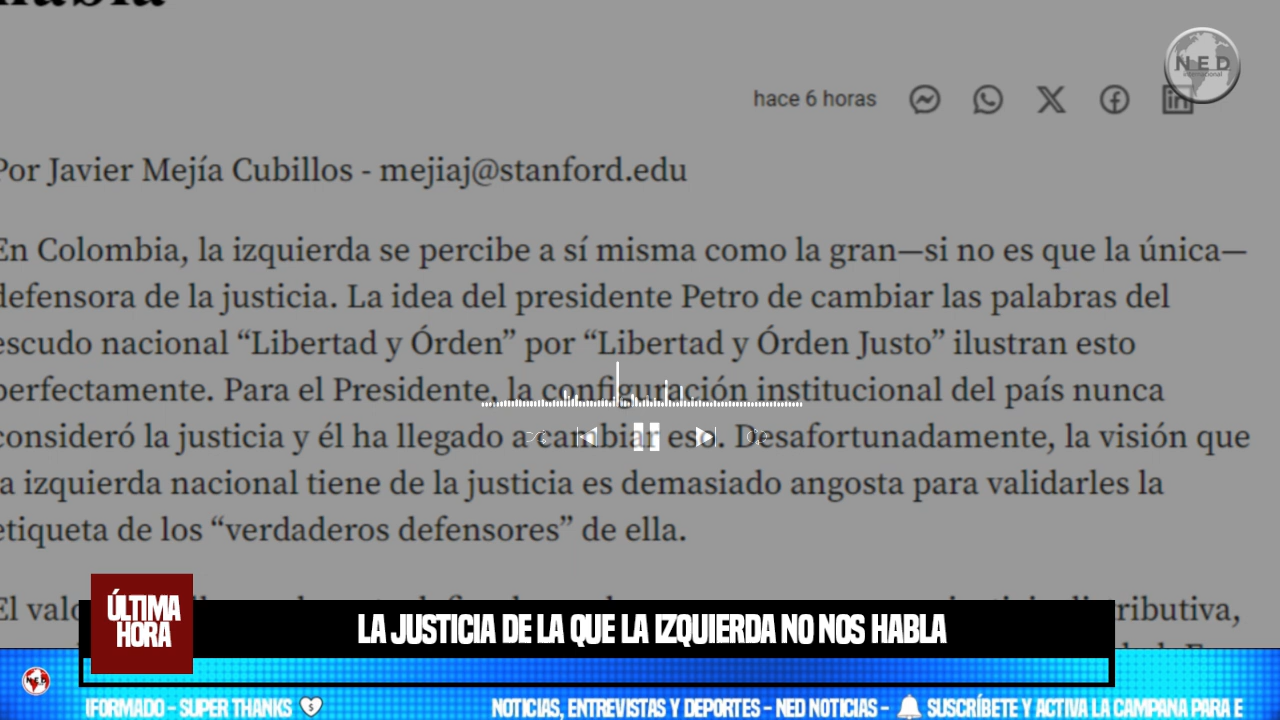 habla
NED
internacional
hace 6 horas
Por Javier Mejía Cubillos - mejiaj@stanford.edu
En Colombia, la izquierda se percibe a sí misma como la gran—si no es que la única—
defensora de la justicia. La idea del presidente Petro de cambiar las palabras del
escudo nacional “Libertad y Órden” por “Libertad y Órden Justo” ilustran esto
perfectamente. Para el Presidente, la configuración institucional del país nunca
consideró la justicia y él ha llegado a cambiar eso. Desafortunadamente, la visión que
la izquierda nacional tiene de la justicia es demasiado angosta para validarles la
etiqueta de los “verdaderos defensores” de ella.
El
ÚLTIMA
HORA
LA JUSTICIA DE LA QUE LA IZQUIERDA NO NOS HABLA
NED
IFORMADO - SUPER THANKS NOTICIAS, ENTREVISTAS Y DEPORTES - NED NOTICIAS - SUSCRÍBETE Y ACTIVA LA CAMPANA PARA E